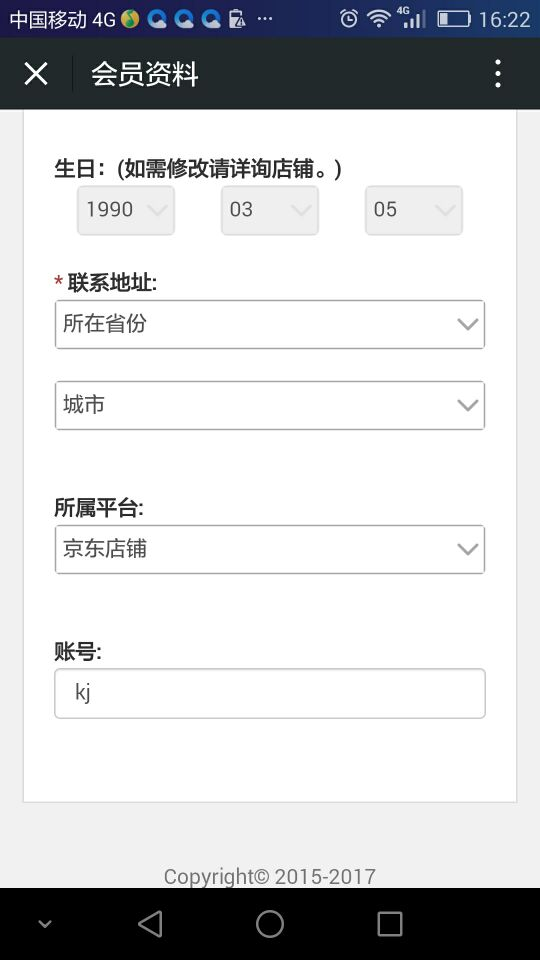 中国移动 4G 4G 16:22
会员资料
生日：(如需修改请详询店铺。)
1990 03 05
* 联系地址:
所在省份
城市
所属平台:
京东店铺
账号:
kj
Copyright© 2015-2017